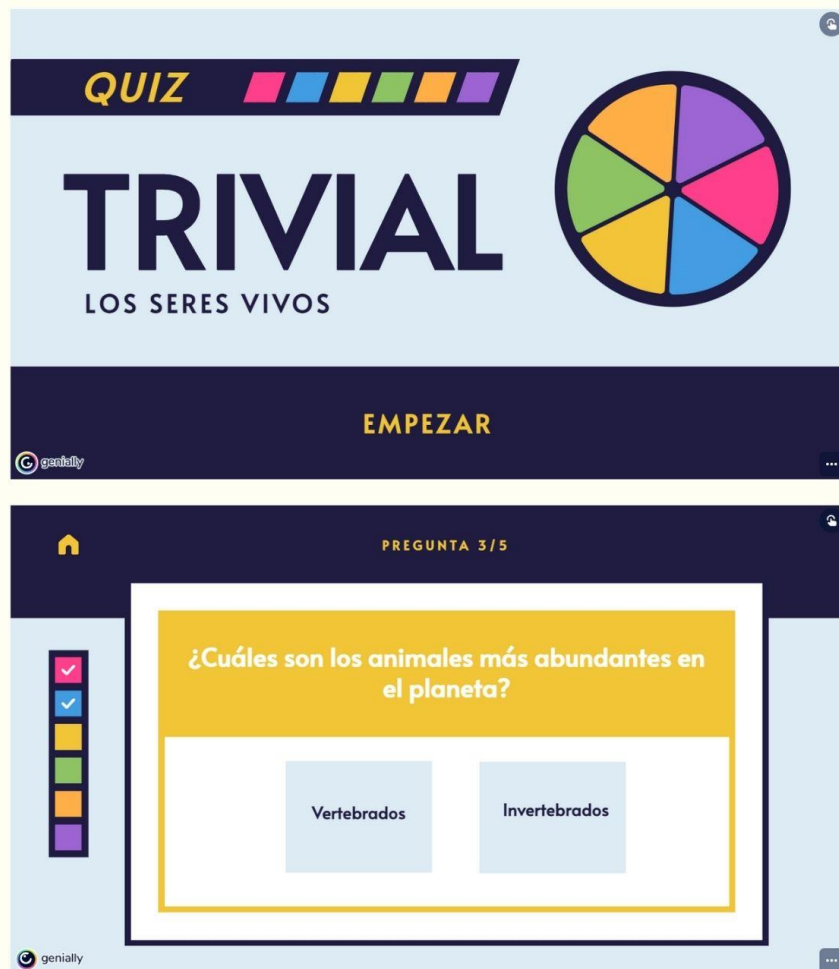 QUIZ
TRIVIAL
LOS SERES VIVOS
EMPEZAR
genially
PREGUNTA 3/5
¿Cuáles son los animales más abundantes en
el planeta?
Vertebrados
Invertebrados
genially